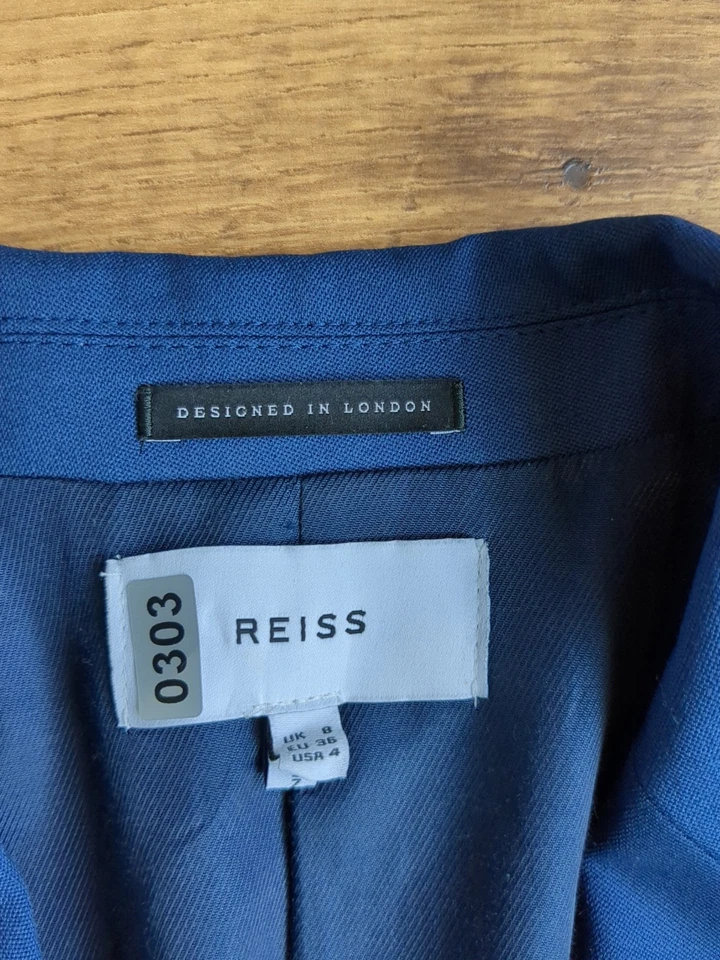 DESIGNED IN LONDON
0303
REISS
UK 8
EU 36
USA 4